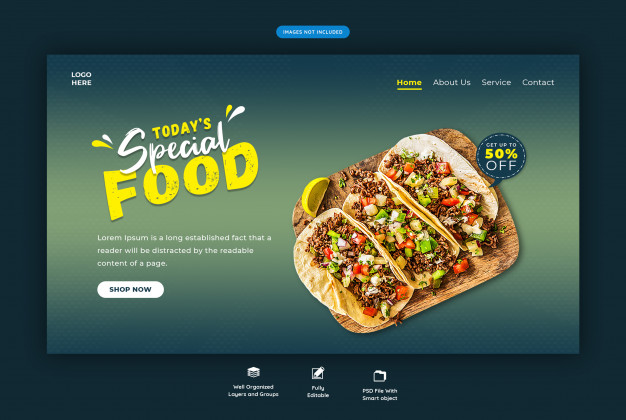 IMAGES NOT INCLUDED
LOGO
HERE
Home About Us Service Contact
TODAY'S
Special
FOOD
GET UP TO
50%
OFF
Lorem Ipsum is a long established fact that a
reader will be distracted by the readable
content of a page.
SHOP NOW
Well Organized
Layers and Groups
Fully
Editable
PSD File With
Smart object